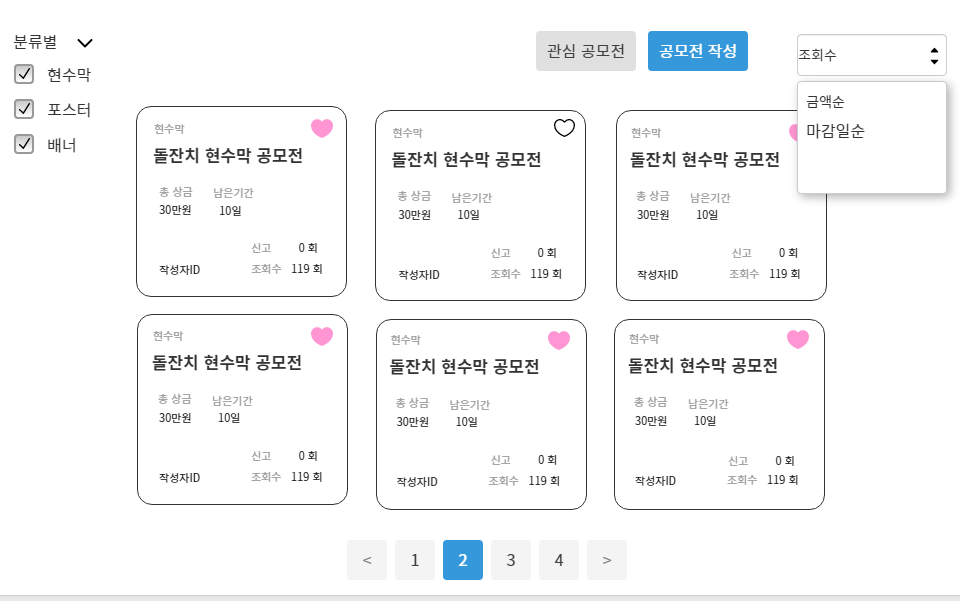 분류별
현수막
포스터
배너
관심 공모전
공모전 작성
조회수
금액순
마감일순
현수막
돌잔치 현수막 공모전
총 상금 남은기간
30만원 10일
신고 0 회
작성자ID 조회수 119 회
현수막
돌잔치 현수막 공모전
총 상금 남은기간
30만원 10일
신고 0 회
작성자ID 조회수 119 회
현수막
돌잔치 현수막 공모전
총 상금 남은기간
30만원 10일
신고 0 회
작성자ID 조회수 119 회
현수막
돌잔치 현수막 공모전
총 상금 남은기간
30만원 10일
신고 0 회
작성자ID 조회수 119 회
현수막
돌잔치 현수막 공모전
총 상금 남은기간
30만원 10일
신고 0 회
작성자ID 조회수 119 회
현수막
돌잔치 현수막 공모전
총 상금 남은기간
30만원 10일
신고 0 회
작성자ID 조회수 119 회
< 1 2 3 4 >